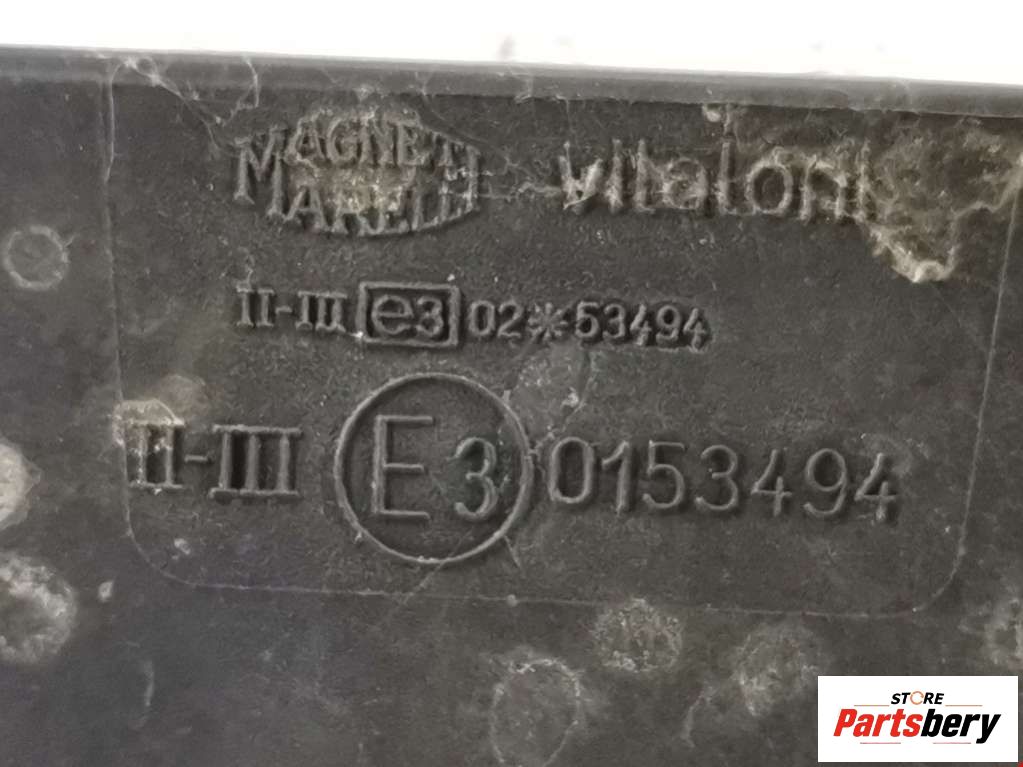 MAGNETI
MARELLI
vitaloni
II-III e3 02*53494
II-III E3 0153494
STORE
Partsbery